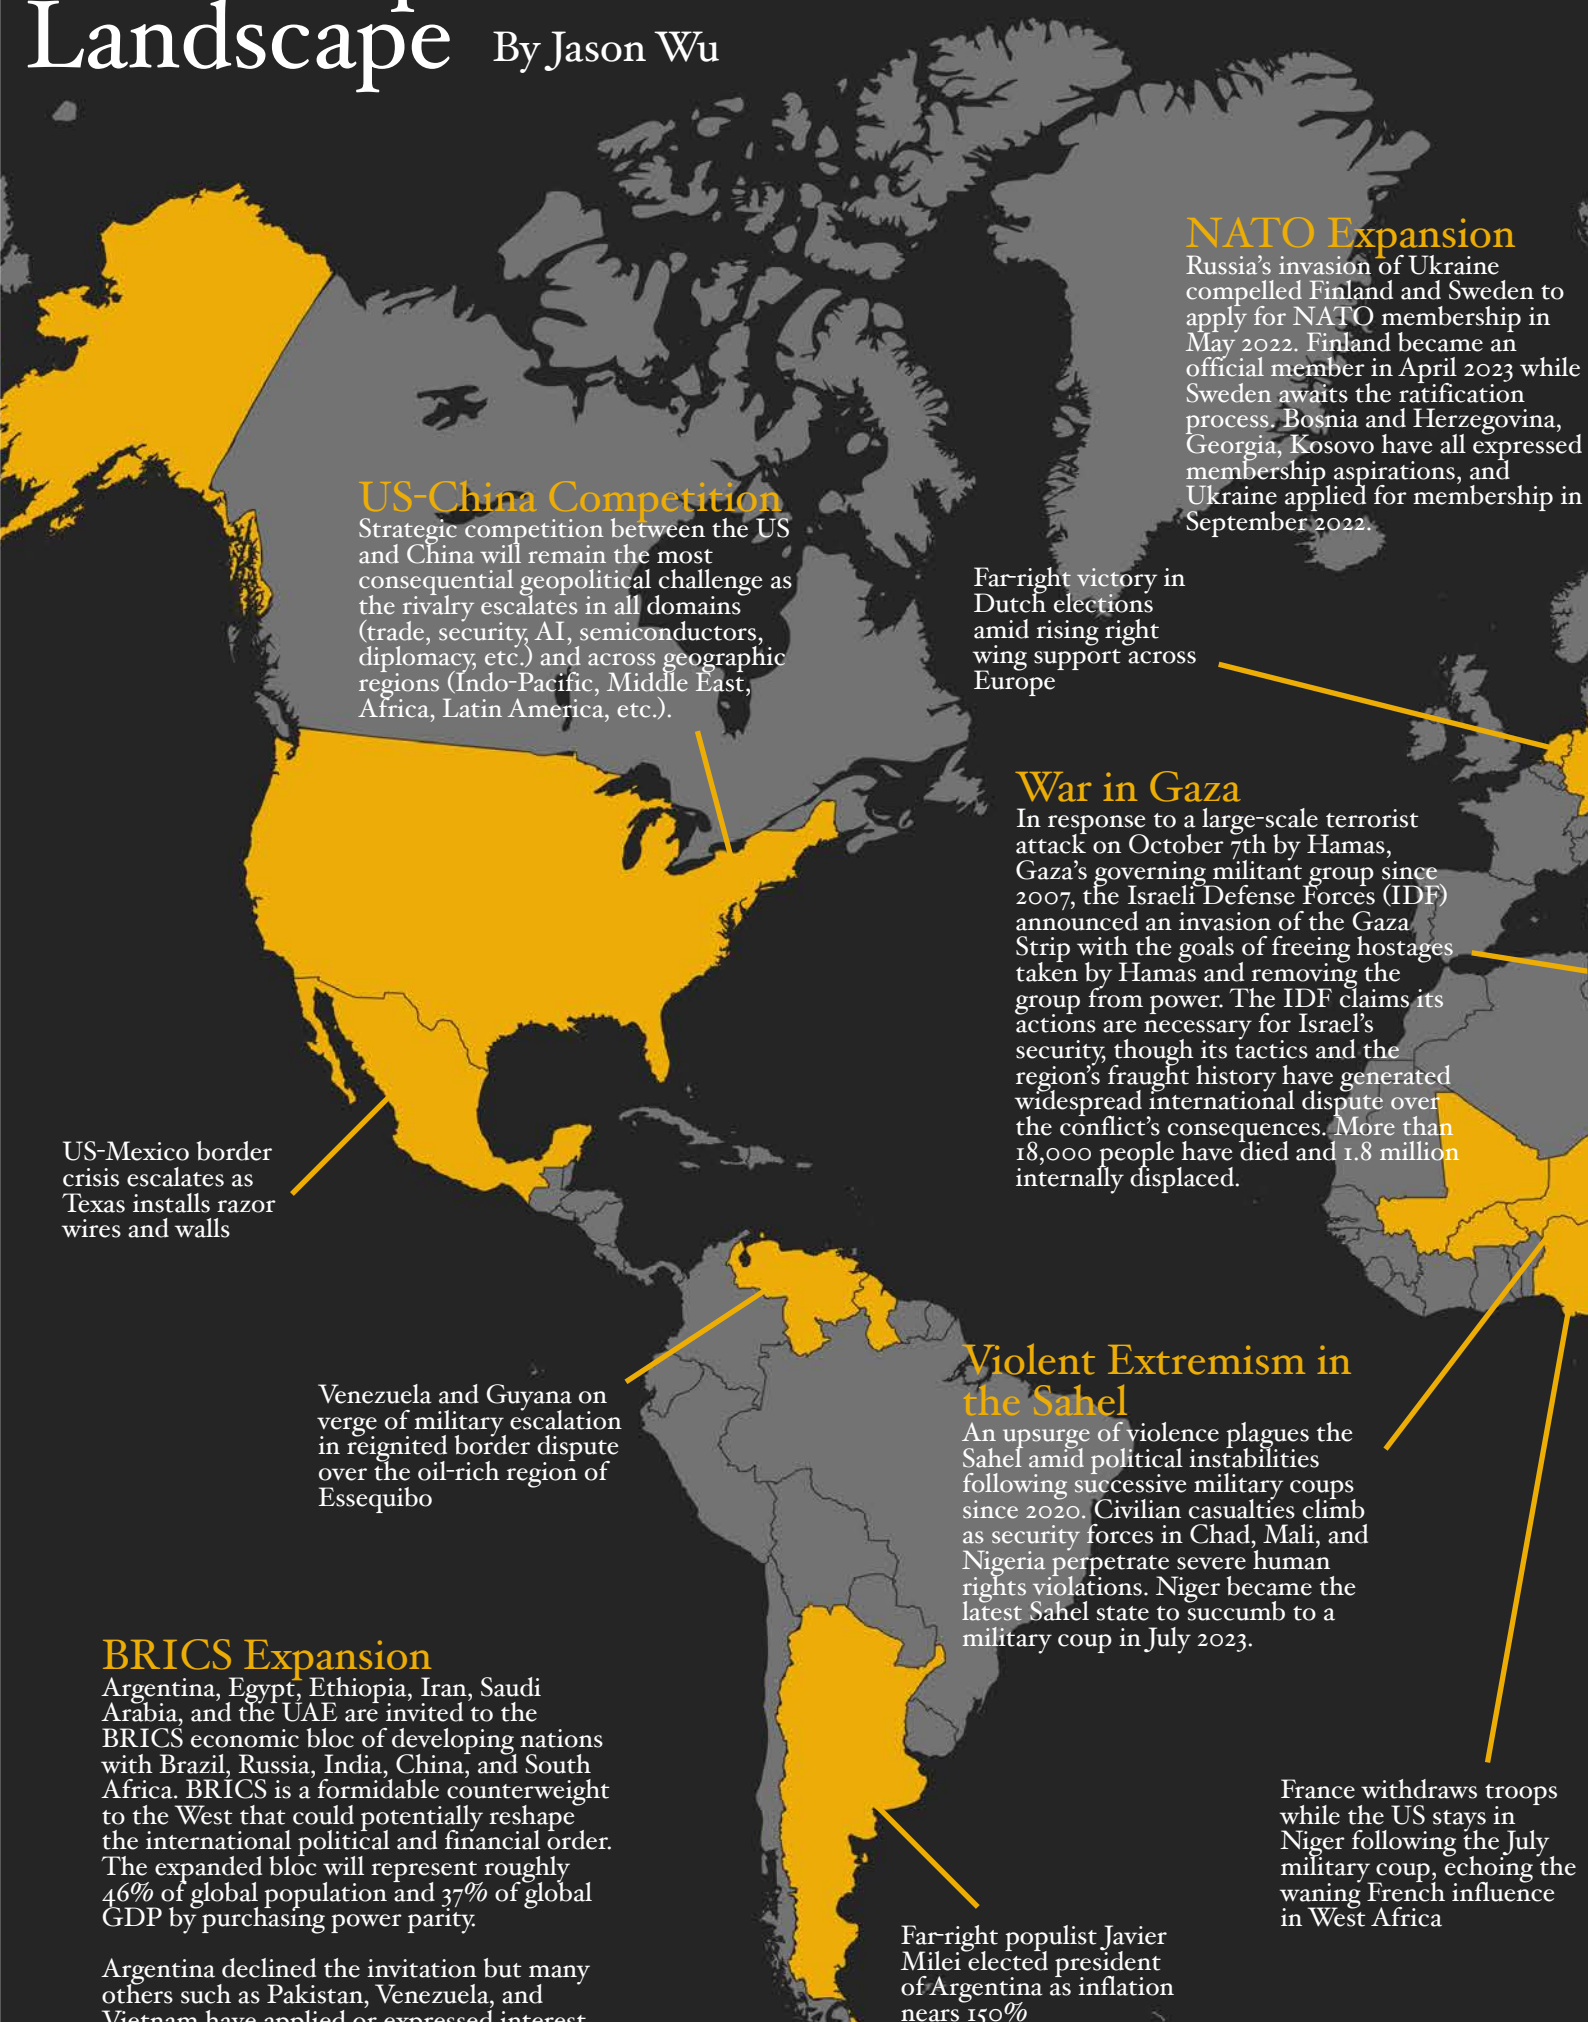 Landscape By Jason Wu
NATO Expansion
Russia's invasion of Ukraine
compelled Finland and Sweden to
apply for NATO membership in
May 2022. Finland became an
official member in April 2023 while
Sweden awaits the ratification
process. Bosnia and Herzegovina,
Georgia, Kosovo have all expressed
membership aspirations, and
Ukraine applied for membership in
September 2022.
US-China Competition
Strategic competition between the US
and China will remain the most
consequential geopolitical challenge as
the rivalry escalates in all domains
(trade, security, AI, semiconductors,
diplomacy, etc.) and across geographic
regions (Indo-Pacific, Middle East,
Africa, Latin America, etc.).
Far-right victory in
Dutch elections
amid rising right
wing support across
Europe
War in Gaza
In response to a large-scale terrorist
attack on October 7th by Hamas,
Gaza's governing militant group since
2007, the Israeli Defense Forces (IDF)
announced an invasion of the Gaza
Strip with the goals of freeing hostages
taken by Hamas and removing the
group from power. The IDF claims its
actions are necessary for Israel's
security, though its tactics and the
region's fraught history have generated
widespread international dispute over
the conflict's consequences. More than
18,000 people have died and 1.8 million
internally displaced.
US-Mexico border
crisis escalates as
Texas installs razor
wires and walls
Venezuela and Guyana on
verge of military escalation
in reignited border dispute
over the oil-rich region of
Essequibo
Violent Extremism in
the Sahel
An upsurge of violence plagues the
Sahel amid political instabilities
following successive military coups
since 2020. Civilian casualties climb
as security forces in Chad, Mali, and
Nigeria perpetrate severe human
rights violations. Niger became the
latest Sahel state to succumb to a
military coup in July 2023.
BRICS Expansion
Argentina, Egypt, Ethiopia, Iran, Saudi
Arabia, and the UAE are invited to the
BRICS economic bloc of developing nations
with Brazil, Russia, India, China, and South
Africa. BRICS is a formidable counterweight
to the West that could potentially reshape
the international political and financial order.
The expanded bloc will represent roughly
46% of global population and 37% of global
GDP by purchasing power parity.
Argentina declined the invitation but many
others such as Pakistan, Venezuela, and
Vietnam have applied or expressed interest
France withdraws troops
while the US stays in
Niger following the July
military coup, echoing the
waning French influence
in West Africa
Far-right populist Javier
Milei elected president
of Argentina as inflation
nears 150%